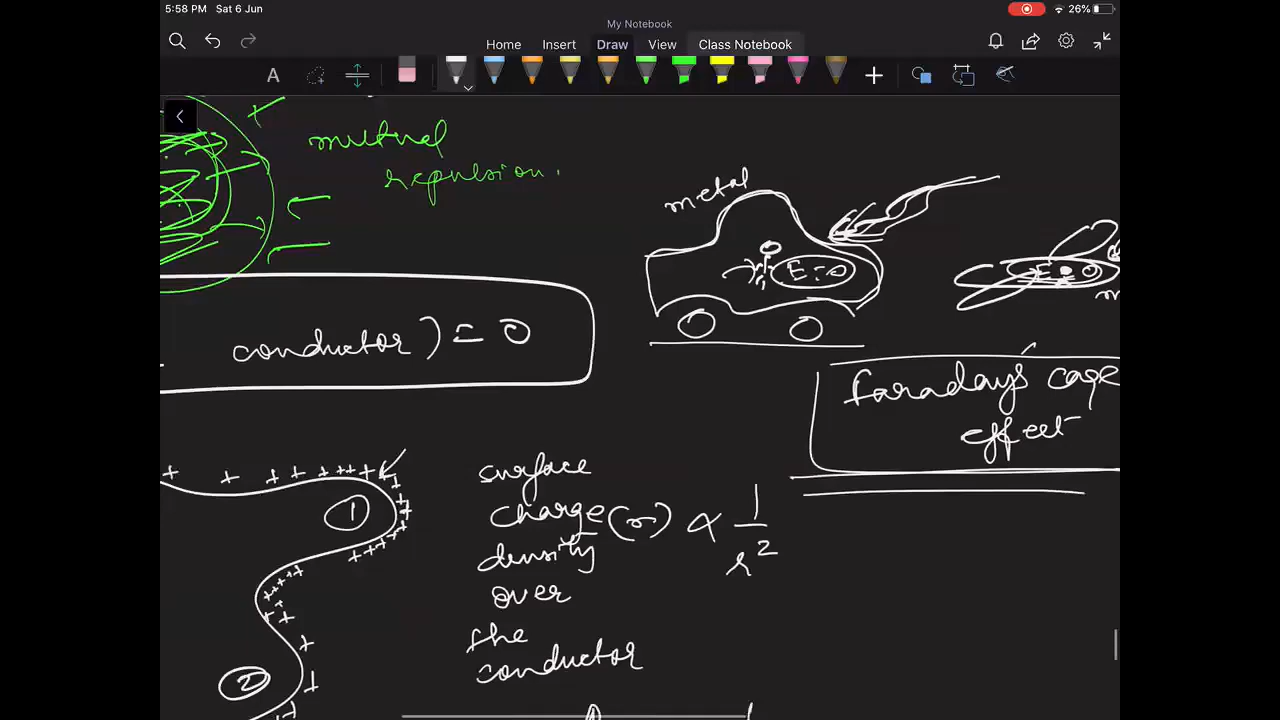 5:58 PM Sat 6 Jun
26%
My Notebook
Home Insert Draw View Class Notebook
A
mutual
repulsion.
metal
E=0
conductor) = 0
faraday's cage
effect
1
surface
charge (σ) ∝ 1/r²
density
over
the
conductor
2